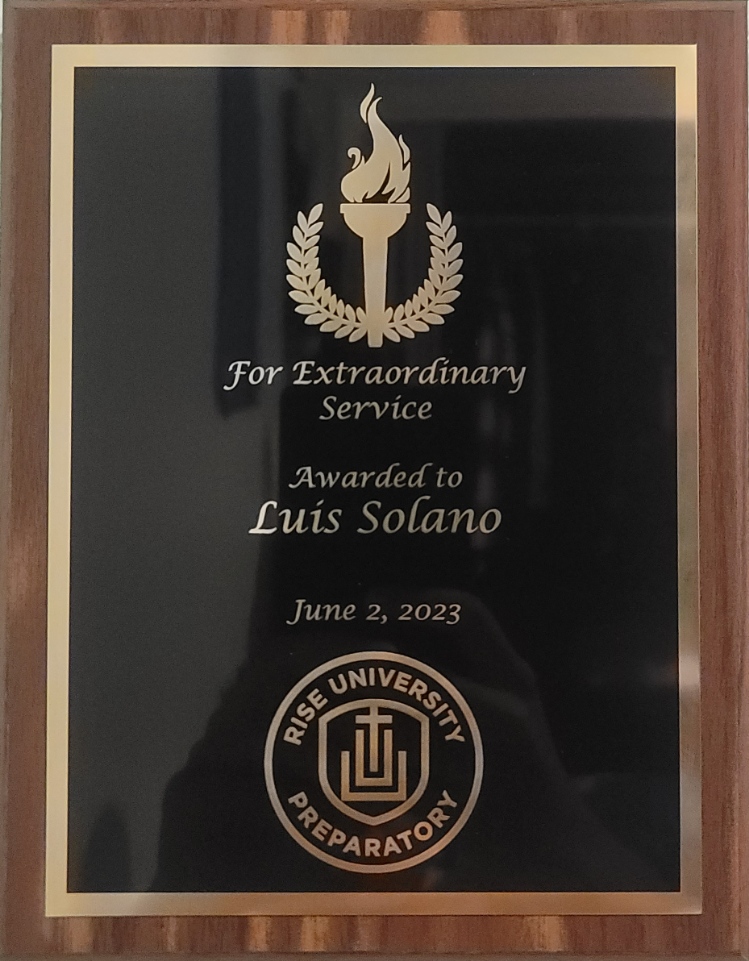 For Extraordinary
Service
Awarded to
Luis Solano
June 2, 2023
RISE UNIVERSITY
PREPARATORY